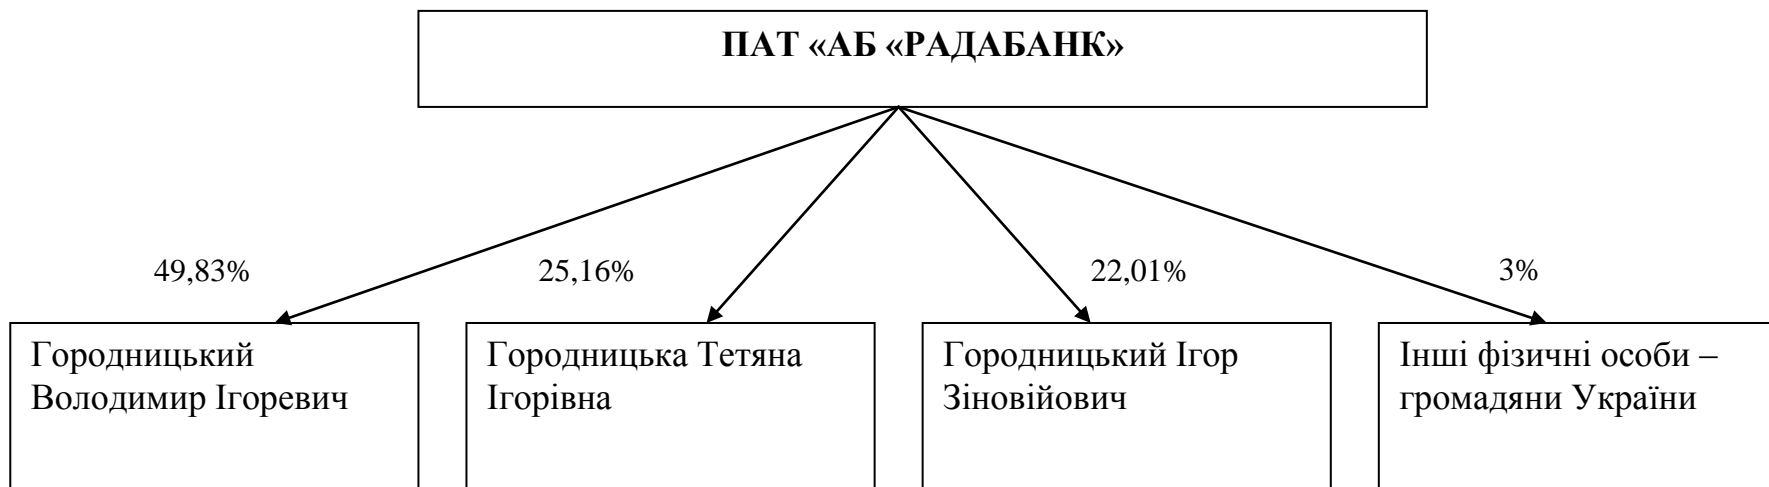 ПАТ «АБ «РАДАБАНК»
49,83%
25,16%
22,01%
3%
Городницький
Володимир Ігоревич
Городницька Тетяна
Ігорівна
Городницький Ігор
Зіновійович
Інші фізичні особи –
громадяни України